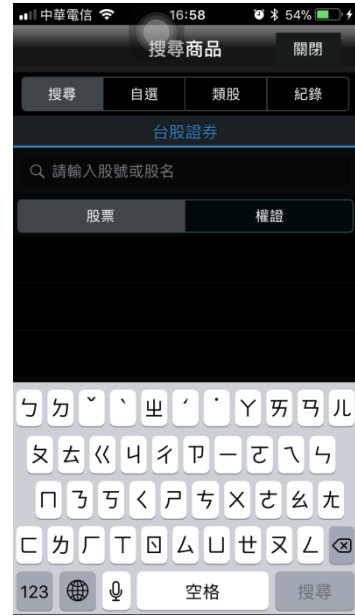 中華電信 16:58 54%
搜尋商品 關閉
搜尋 自選 類股 紀錄
台股證券
請輸入股號或股名
股票 權證
ㄅ ㄉ ˇ ˋ ㄓ ˊ ˙ ㄚ ㄞ ㄢ ㄦ
ㄆ ㄊ ㄍ ㄐ ㄔ ㄗ ㄧ ㄛ ㄟ ㄣ
ㄇ ㄋ ㄎ ㄑ ㄕ ㄘ ㄨ ㄜ ㄠ ㄤ
ㄈ ㄌ ㄏ ㄒ ㄖ ㄙ ㄩ ㄝ ㄡ ㄥ
123 空格 搜尋